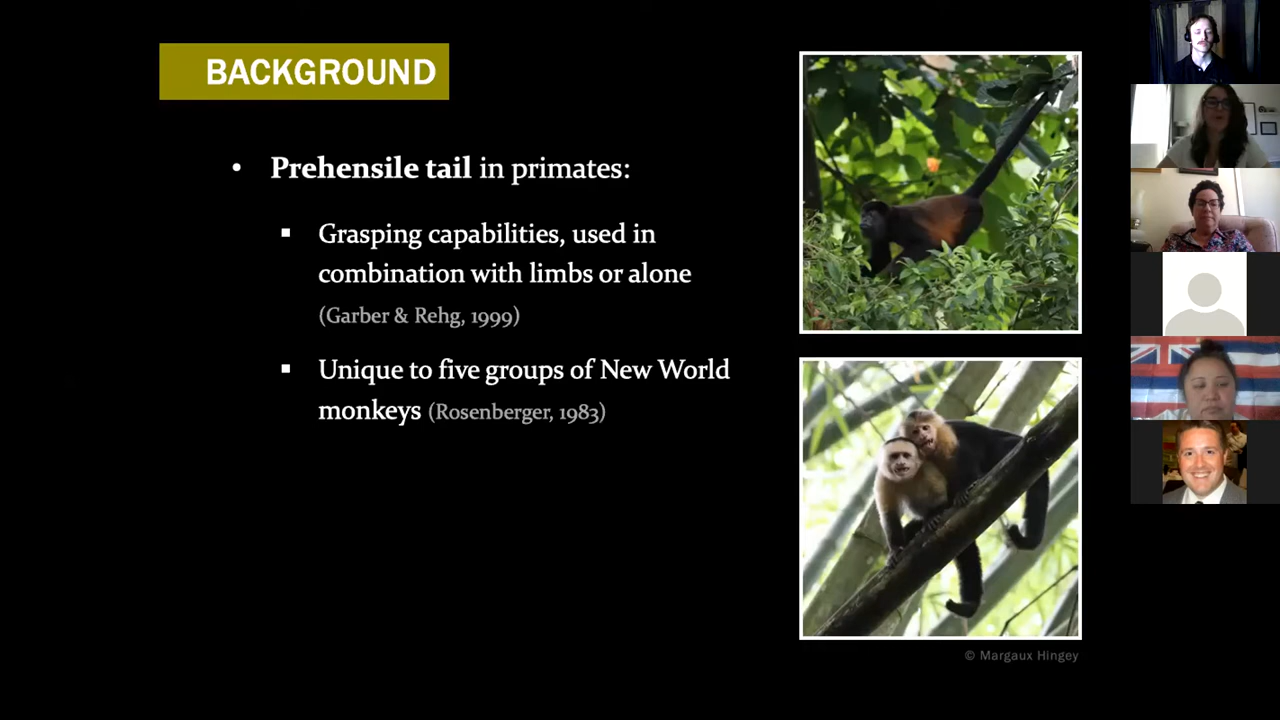 BACKGROUND
• Prehensile tail in primates:
▪ Grasping capabilities, used in
combination with limbs or alone
(Garber & Rehg, 1999)
▪ Unique to five groups of New World
monkeys (Rosenberger, 1983)
© Margaux Hingey